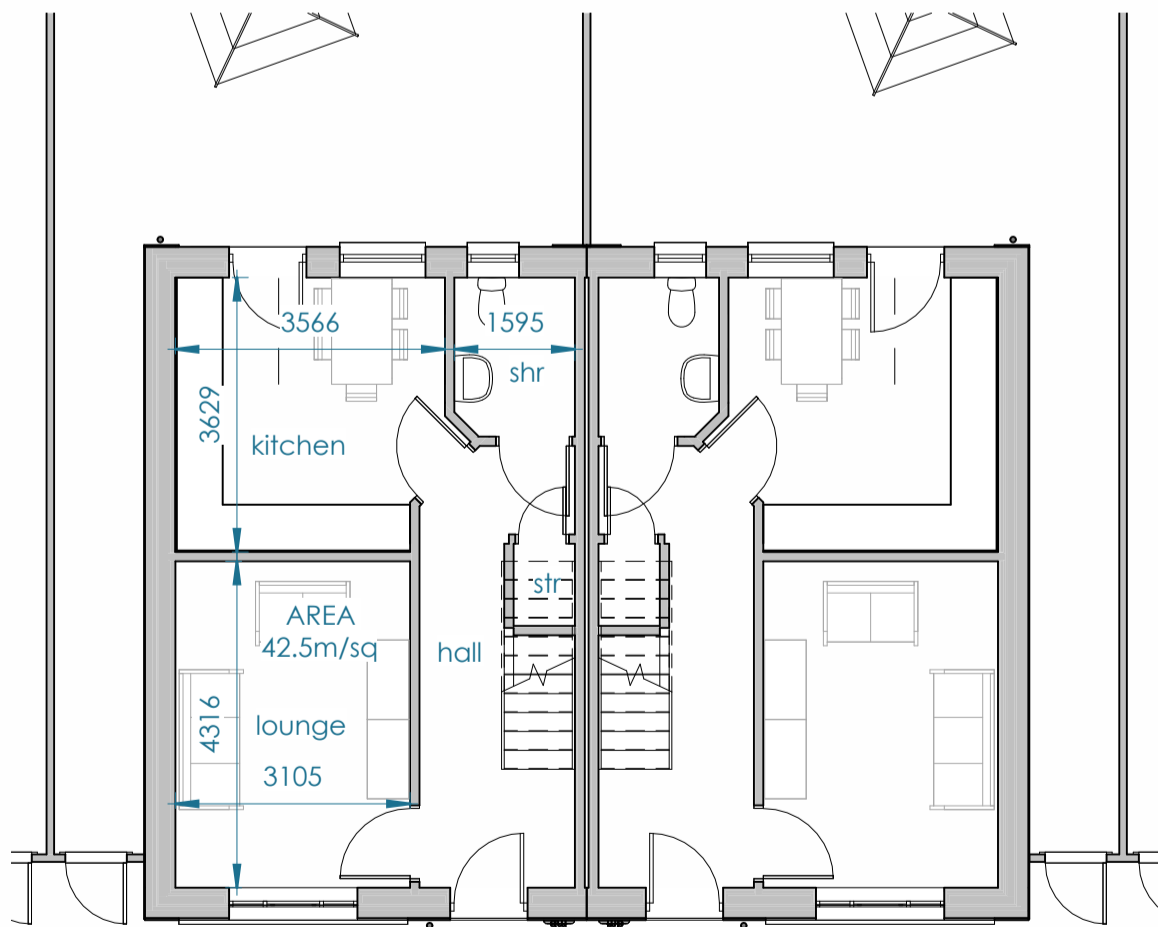 3566
1595
shr
3629
kitchen
AREA
42.5m/sq
str
hall
4316
lounge
3105